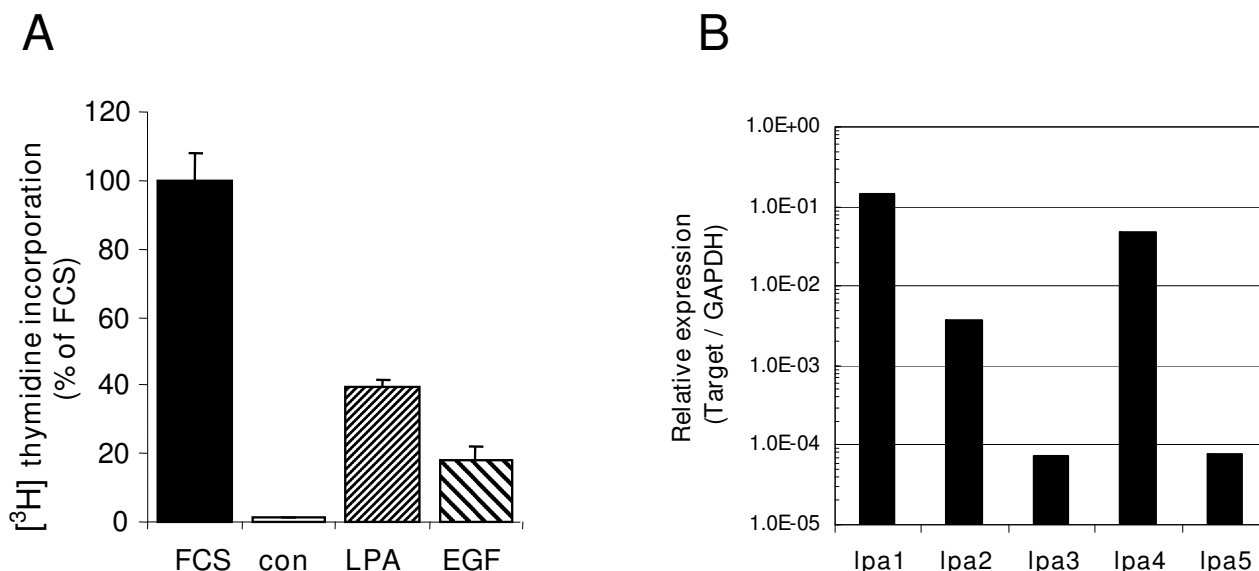 A
[³H] thymidine incorporation
(% of FCS)
120
100
80
60
40
20
0
FCS con LPA EGF
B
Relative expression
(Target / GAPDH)
1.0E+00
1.0E-01
1.0E-02
1.0E-03
1.0E-04
1.0E-05
lpa1 lpa2 lpa3 lpa4 lpa5